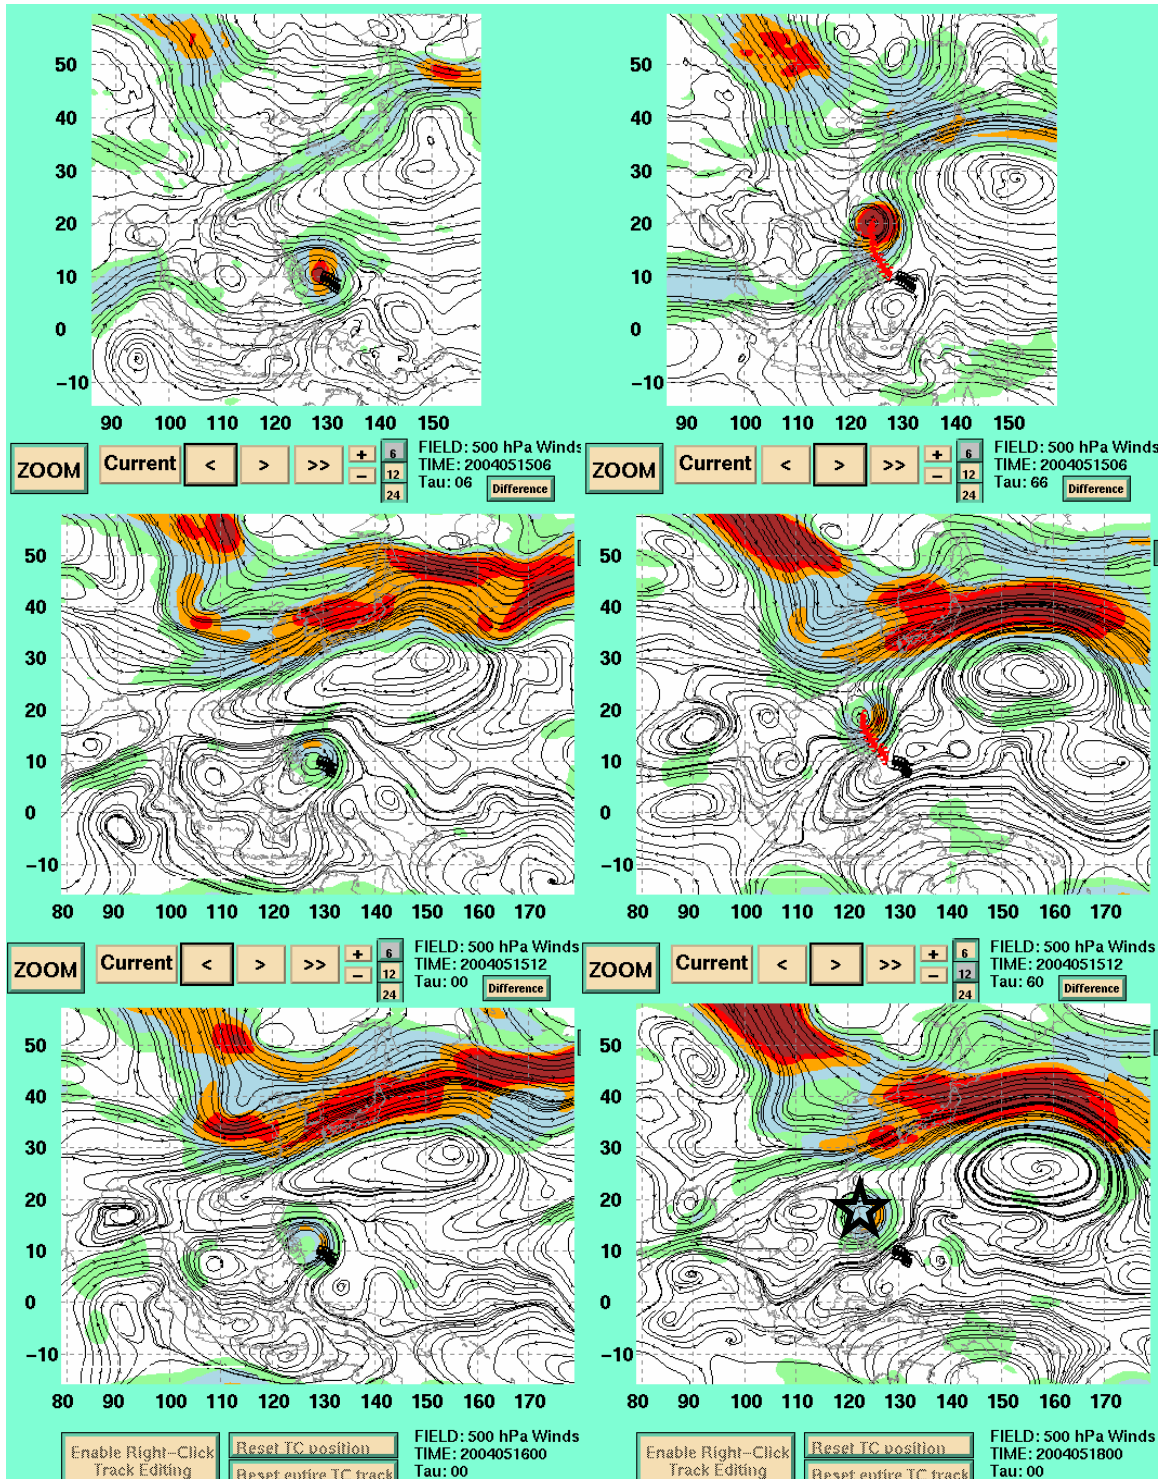 50
40
30
20
10
0
-10
90 100 110 120 130 140 150
50
40
30
20
10
0
-10
90 100 110 120 130 140 150
ZOOM
Current < > >> + - 6 12 24
FIELD: 500 hPa Winds
TIME: 2004051506
Tau: 06 Difference
ZOOM
Current < > >> + - 6 12 24
FIELD: 500 hPa Winds
TIME: 2004051506
Tau: 66 Difference
50
40
30
20
10
0
-10
80 90 100 110 120 130 140 150 160 170
50
40
30
20
10
0
-10
80 90 100 110 120 130 140 150 160 170
ZOOM
Current < > >> + - 6 12 24
FIELD: 500 hPa Winds
TIME: 2004051512
Tau: 00 Difference
ZOOM
Current < > >> + - 6 12 24
FIELD: 500 hPa Winds
TIME: 2004051512
Tau: 60 Difference
50
40
30
20
10
0
-10
80 90 100 110 120 130 140 150 160 170
50
40
30
20
10
0
-10
80 90 100 110 120 130 140 150 160 170
Enable Right-Click
Track Editing
Reset TC position
Reset entire TC track
FIELD: 500 hPa Winds
TIME: 2004051600
Tau: 00
Enable Right-Click
Track Editing
Reset TC position
Reset entire TC track
FIELD: 500 hPa Winds
TIME: 2004051800
Tau: 00